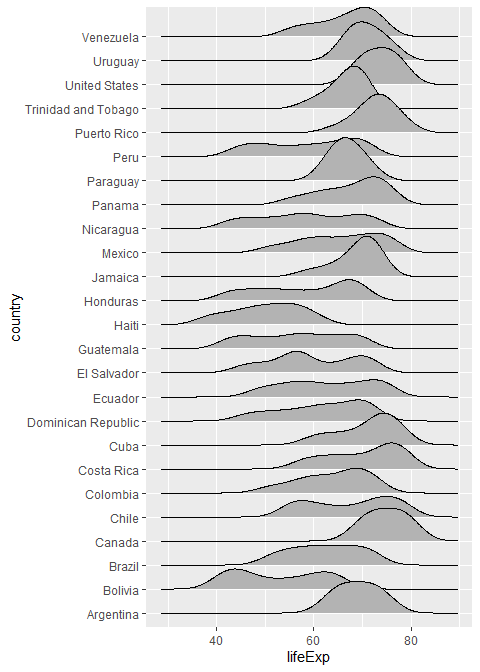 Venezuela
Uruguay
United States
Trinidad and Tobago
Puerto Rico
Peru
Paraguay
Panama
Nicaragua
Mexico
Jamaica
Honduras
Haiti
Guatemala
El Salvador
Ecuador
Dominican Republic
Cuba
Costa Rica
Colombia
Chile
Canada
Brazil
Bolivia
Argentina
country
40 60 80
lifeExp